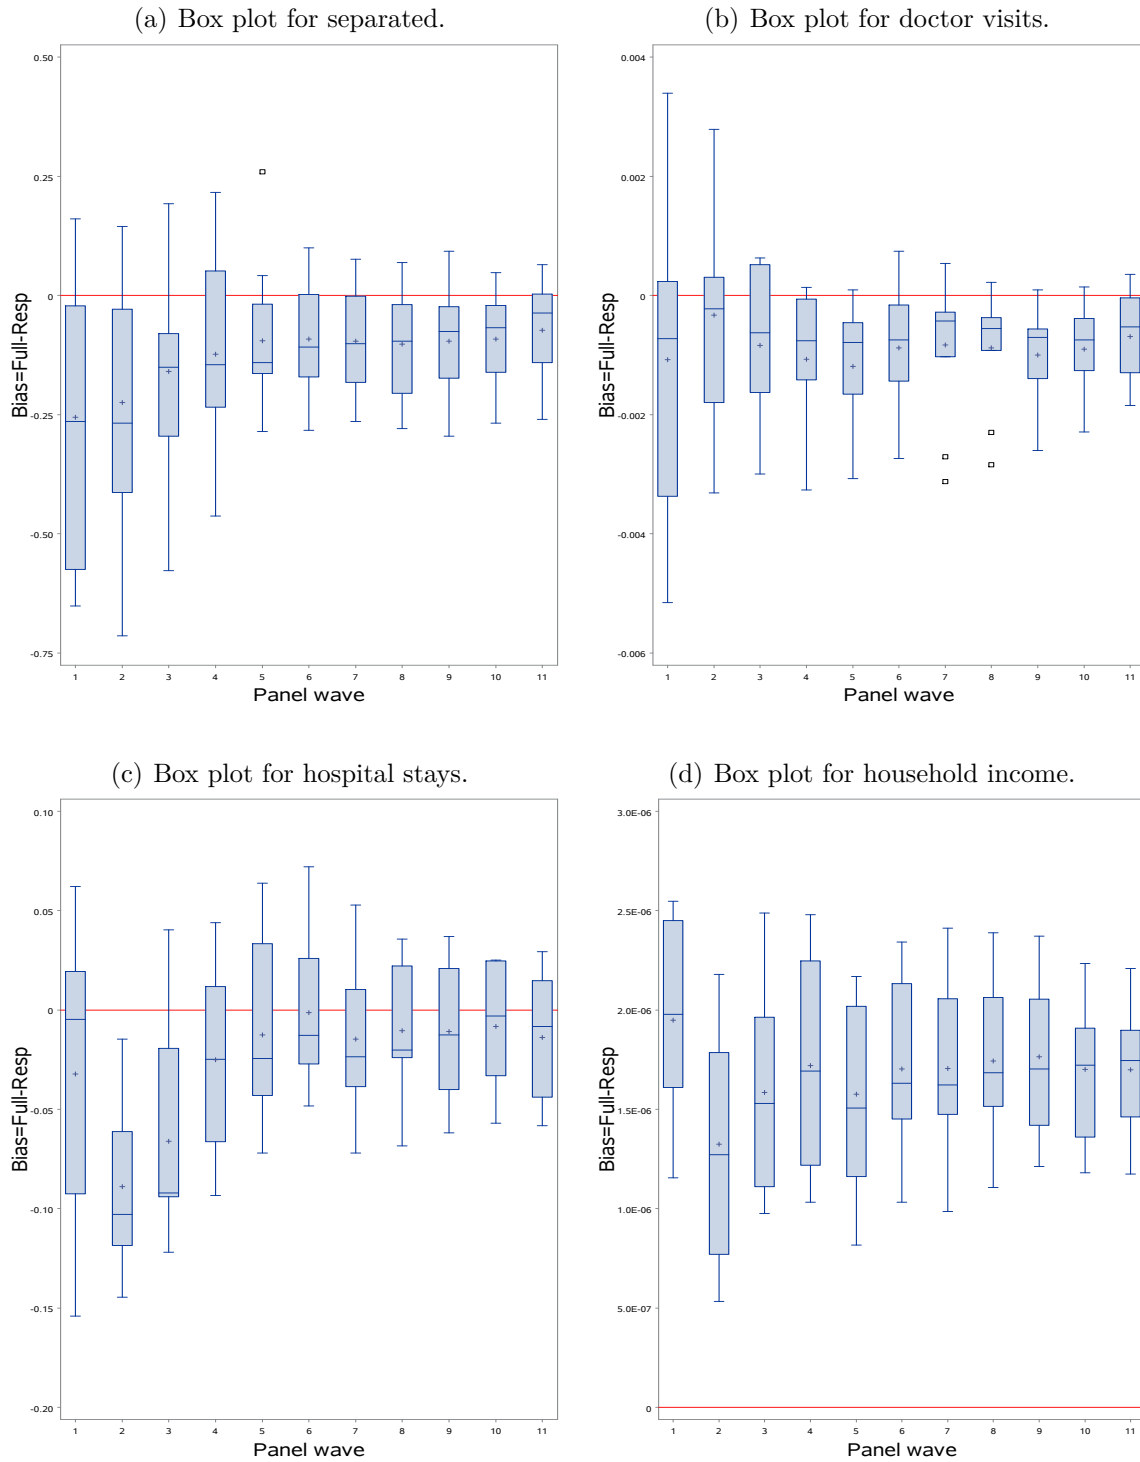 (a) Box plot for separated.
0.50
0.25
0
-0.25
-0.50
-0.75
Bias=Full-Resp
1 2 3 4 5 6 7 8 9 10 11
Panel wave
(b) Box plot for doctor visits.
0.004
0.002
0
-0.002
-0.004
-0.006
Bias=Full-Resp
1 2 3 4 5 6 7 8 9 10 11
Panel wave
(c) Box plot for hospital stays.
0.10
0.05
0
-0.05
-0.10
-0.15
-0.20
Bias=Full-Resp
1 2 3 4 5 6 7 8 9 10 11
Panel wave
(d) Box plot for household income.
3.0E-06
2.5E-06
2.0E-06
1.5E-06
1.0E-06
5.0E-07
0
Bias=Full-Resp
1 2 3 4 5 6 7 8 9 10 11
Panel wave